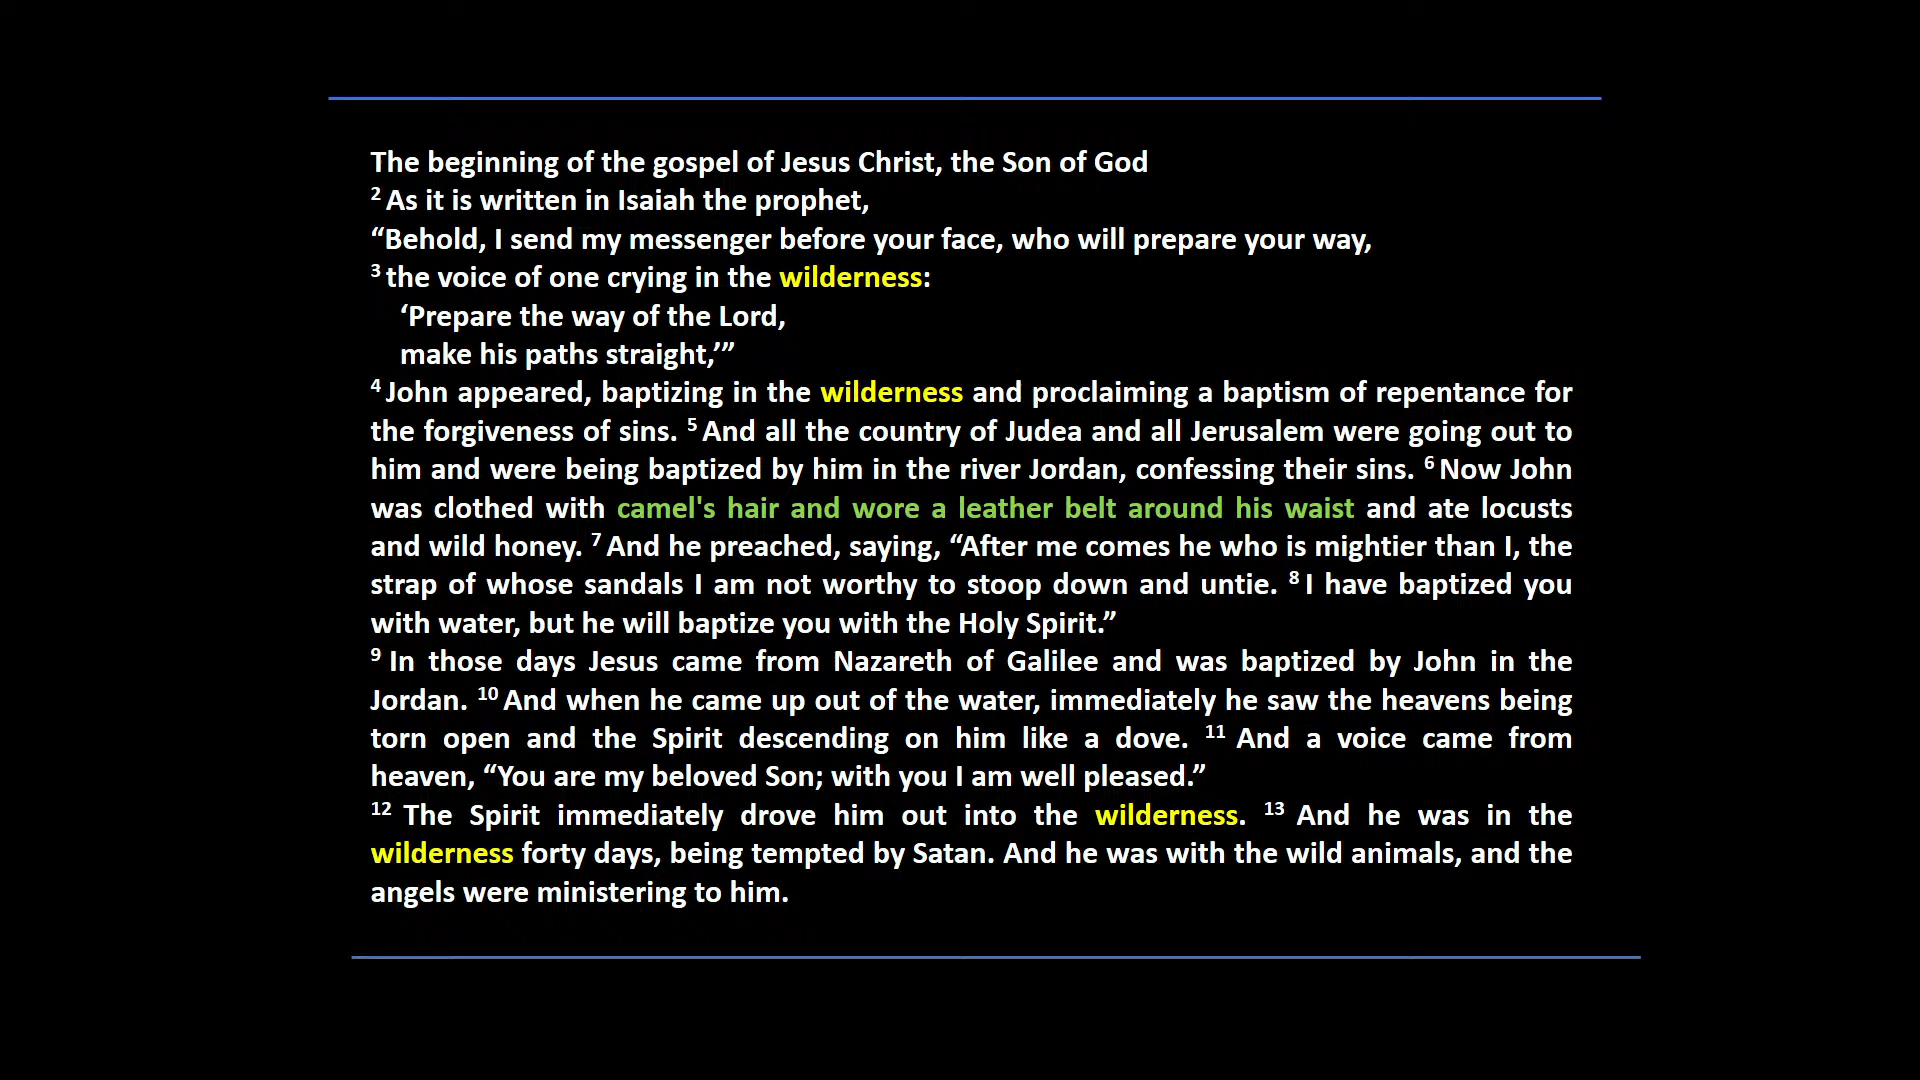 The beginning of the gospel of Jesus Christ, the Son of God
2 As it is written in Isaiah the prophet,
“Behold, I send my messenger before your face, who will prepare your way,
3 the voice of one crying in the wilderness:
‘Prepare the way of the Lord,
make his paths straight,’”
4 John appeared, baptizing in the wilderness and proclaiming a baptism of repentance for
the forgiveness of sins. 5 And all the country of Judea and all Jerusalem were going out to
him and were being baptized by him in the river Jordan, confessing their sins. 6 Now John
was clothed with camel's hair and wore a leather belt around his waist and ate locusts
and wild honey. 7 And he preached, saying, “After me comes he who is mightier than I, the
strap of whose sandals I am not worthy to stoop down and untie. 8 I have baptized you
with water, but he will baptize you with the Holy Spirit.”
9 In those days Jesus came from Nazareth of Galilee and was baptized by John in the
Jordan. 10 And when he came up out of the water, immediately he saw the heavens being
torn open and the Spirit descending on him like a dove. 11 And a voice came from
heaven, “You are my beloved Son; with you I am well pleased.”
12 The Spirit immediately drove him out into the wilderness. 13 And he was in the
wilderness forty days, being tempted by Satan. And he was with the wild animals, and the
angels were ministering to him.